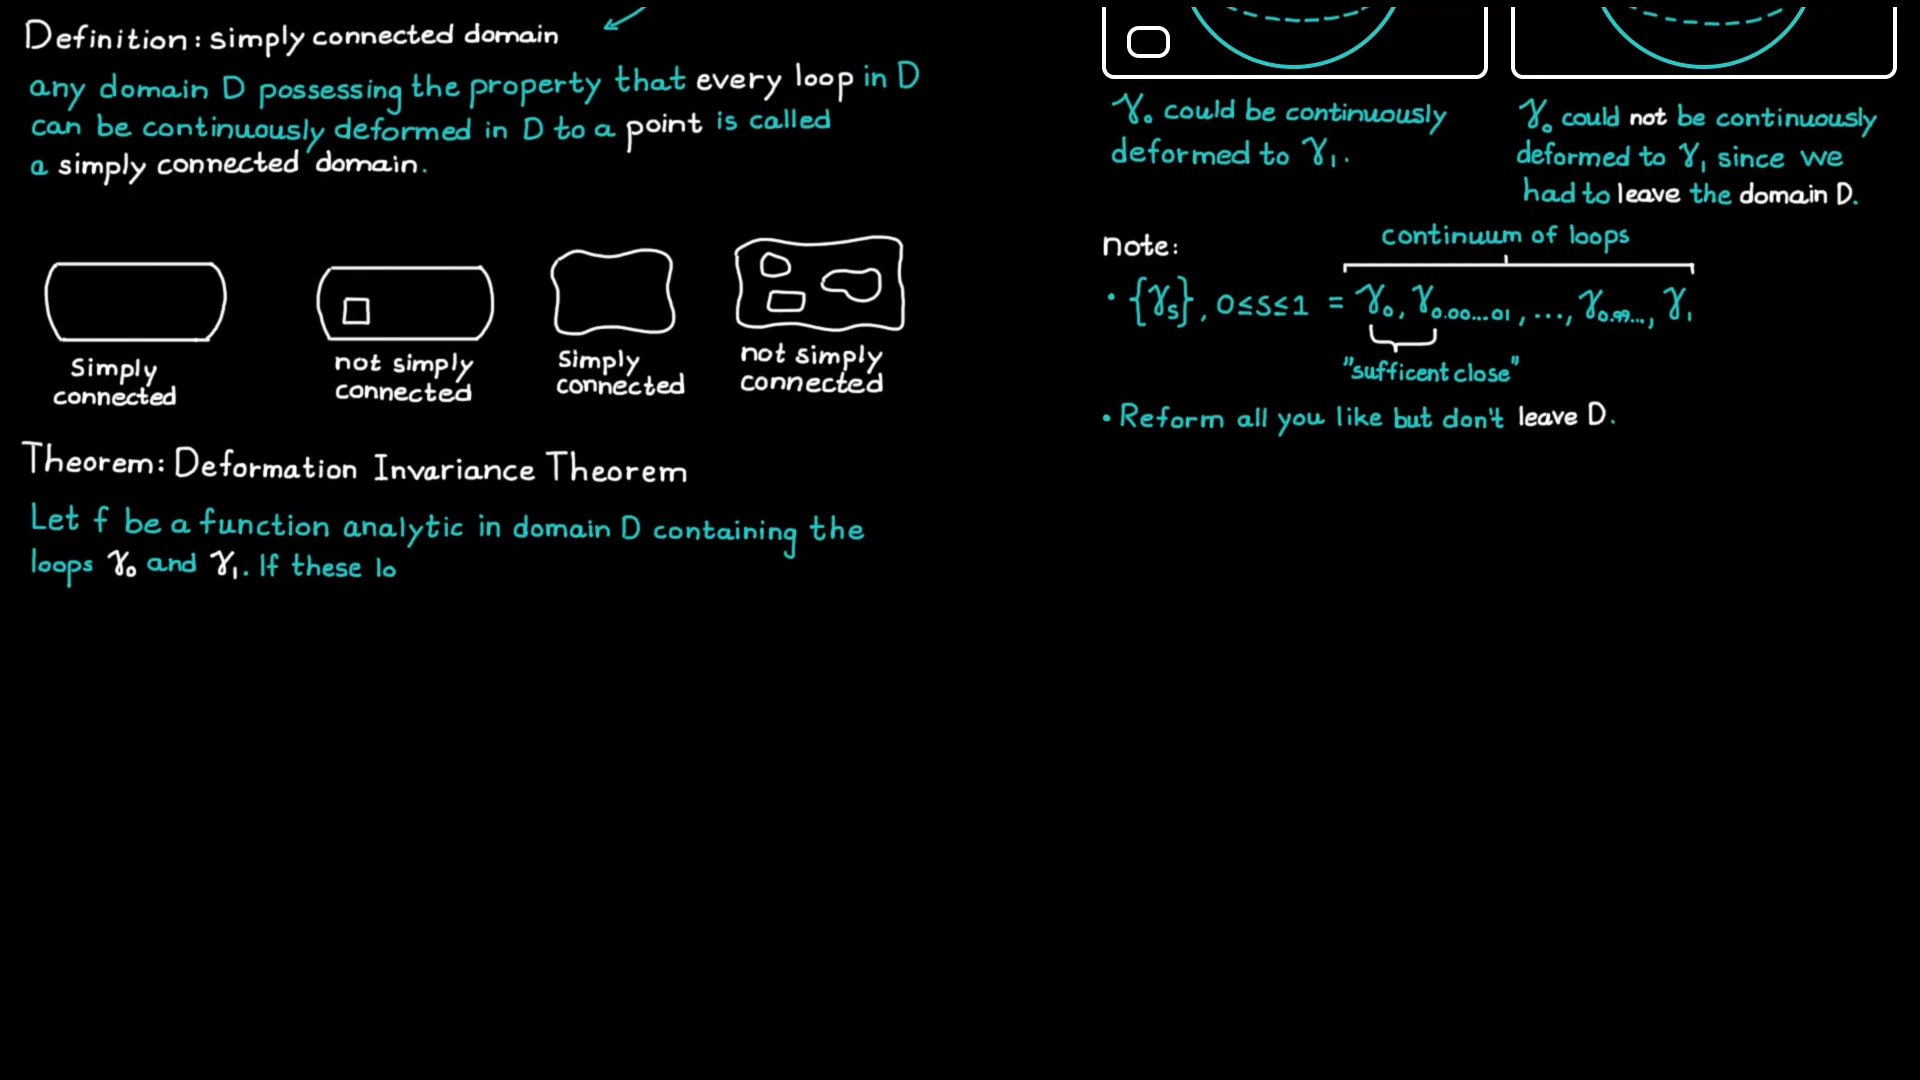 Definition: simply connected domain
any domain D possessing the property that every loop in D
can be continuously deformed in D to a point is called
a simply connected domain.
Simply
connected
not simply
connected
Simply
connected
not simply
connected
Theorem: Deformation Invariance Theorem
Let f be a function analytic in domain D containing the
loops γ₀ and γ₁. If these lo
γ₀ could be continuously
deformed to γ₁.
γ₀ could not be continuously
deformed to γ₁ since we
had to leave the domain D.
note:
continuum of loops
• {γₛ}, 0≤S≤1 = γ₀, γ₀.₀₀...₀₁, ..., γ₀.₉₉..., γ₁
"sufficent close"
• Reform all you like but don't leave D.